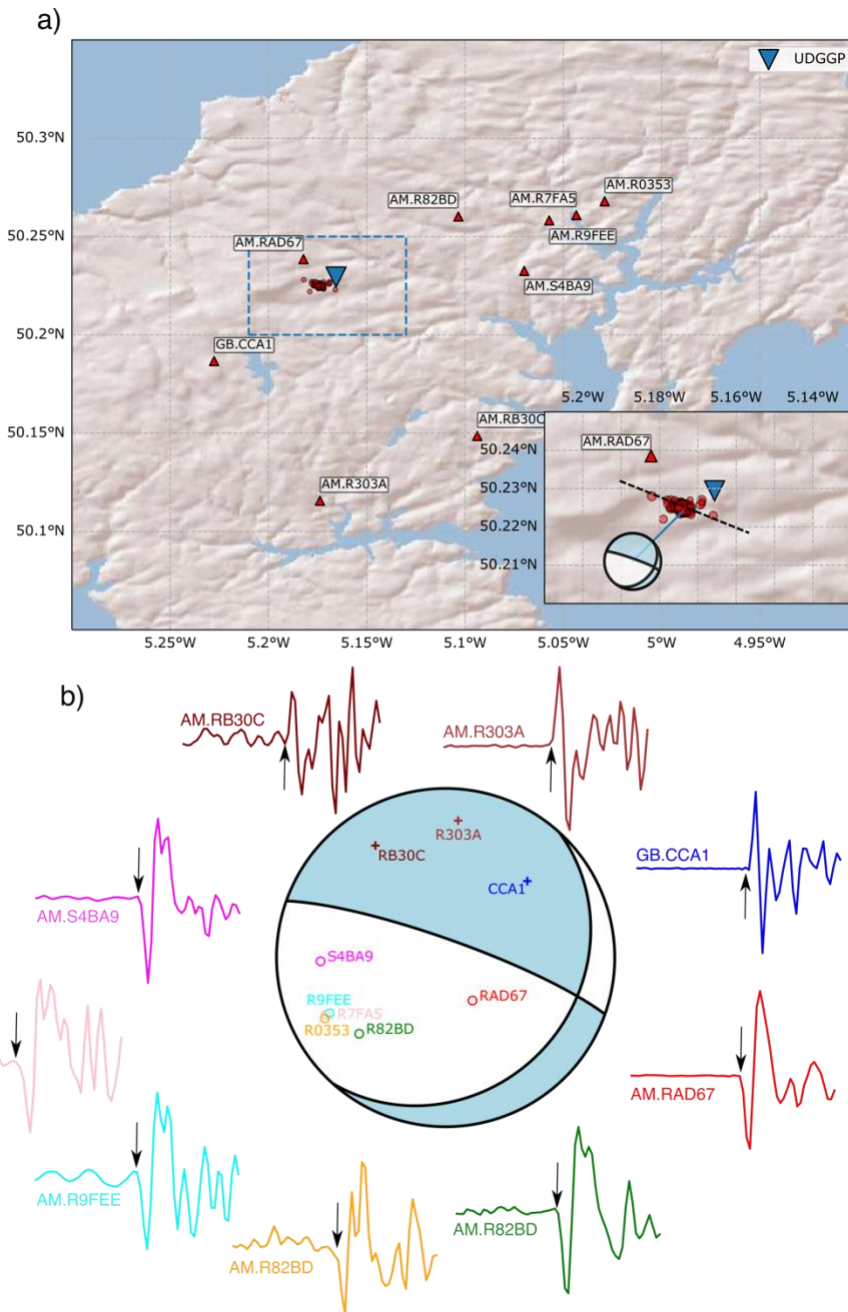 a)
UDGGP
50.3°N
AM.R82BD
AM.R7FA5
AM.R0353
50.25°N
AM.RAD67
AM.R9FEE
AM.S4BA9
50.2°N
GB.CCA1
5.2°W
5.18°W
5.16°W
5.14°W
50.15°N
AM.RB30C
AM.RAD67
50.24°N
AM.R303A
50.23°N
50.1°N
50.22°N
50.21°N
5.25°W
5.2°W
5.15°W
5.1°W
5.05°W
5°W
4.95°W
b)
AM.RB30C
AM.R303A
R303A
RB30C
GB.CCA1
CCA1
AM.S4BA9
S4BA9
R9FEE
R7FA5
RAD67
R0353
R82BD
AM.RAD67
AM.R9FEE
AM.R82BD
AM.R82BD